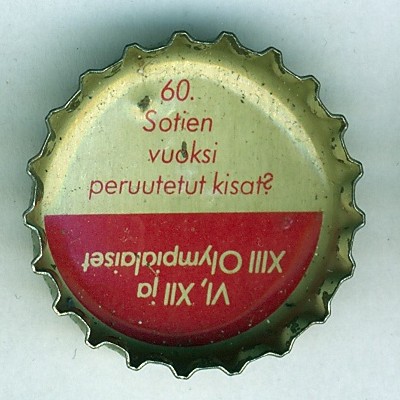 60.
Sotien
vuoksi
peruutetut kisat?
VI, XII ja
XIII Olympialaiset